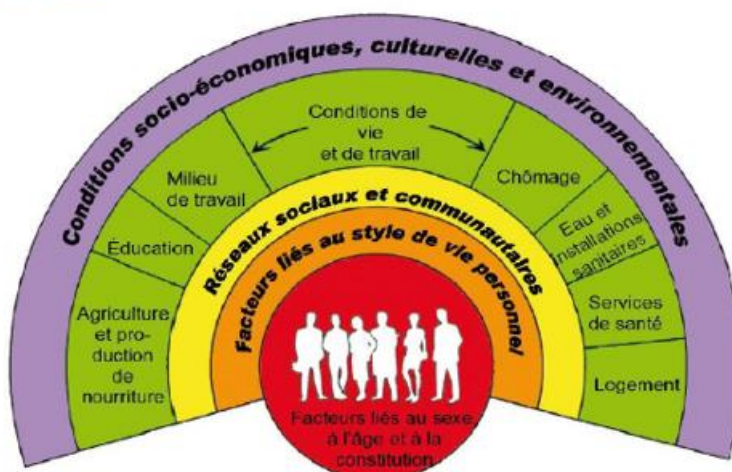 Conditions socio-économiques, culturelles et environnementales
Conditions de
vie
et de travail
Milieu
de travail
Chômage
Éducation
Eau et
installations
sanitaires
Agriculture
et pro-
duction
de
nourriture
Services
de santé
Logement
Réseaux sociaux et communautaires
Facteurs liés au style de vie personnel
Facteurs liés au sexe,
à l'âge et à la
constitution